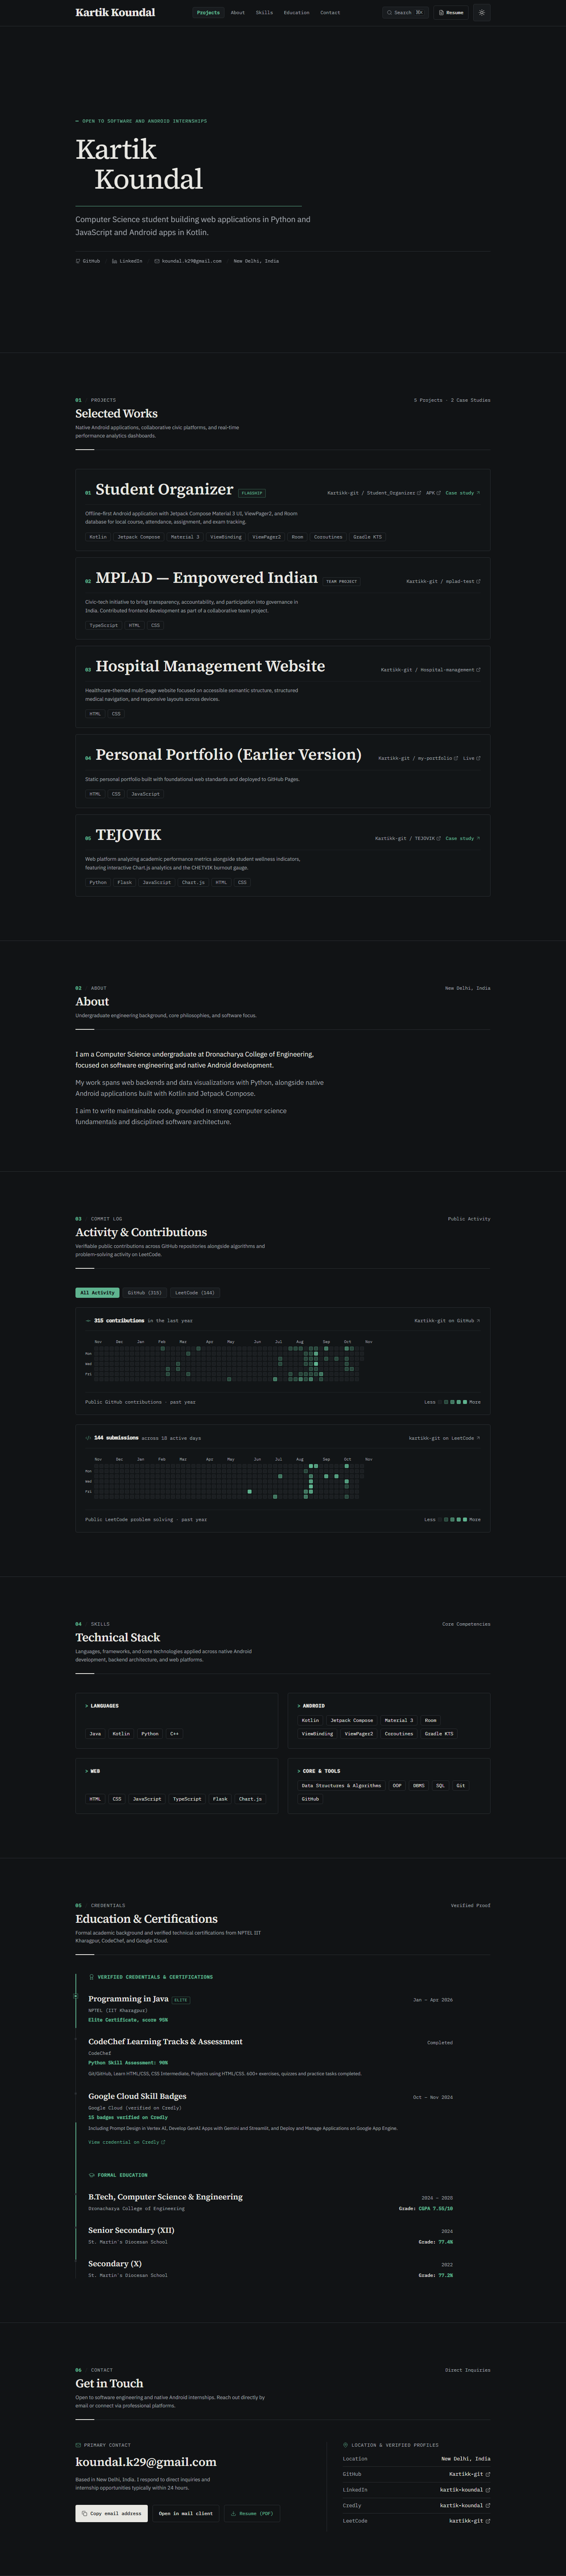 Kartik Koundal
Projects About Skills Education Contact
Search ⌘K Resume
OPEN TO SOFTWARE AND ANDROID INTERNSHIPS
Kartik
Koundal
Computer Science student building web applications in Python and
JavaScript and Android apps in Kotlin.
GitHub LinkedIn koundal.k29@gmail.com New Delhi, India
01 PROJECTS
5 Projects · 2 Case Studies
Selected Works
Native Android applications, collaborative civic platforms, and real-time
performance analytics dashboards.
01 Student Organizer FLAGSHIP
Kartikk-git / Student_Organizer APK Case study
Offline-first Android application with Jetpack Compose Material 3 UI, ViewPager2, and Room
database for local course, attendance, assignment, and exam tracking.
Kotlin Jetpack Compose Material 3 ViewBinding ViewPager2 Room Coroutines Gradle KTS
02 MPLAD — Empowered Indian TEAM PROJECT
Kartikk-git / mplad-test
Civic-tech initiative to bring transparency, accountability, and participation into governance in
India. Contributed frontend development as part of a collaborative team project.
TypeScript HTML CSS
03 Hospital Management Website
Kartikk-git / Hospital-management
Healthcare-themed multi-page website focused on accessible semantic structure, structured
medical navigation, and responsive layouts across devices.
HTML CSS
04 Personal Portfolio (Earlier Version)
Kartikk-git / my-portfolio Live
Static personal portfolio built with foundational web standards and deployed to GitHub Pages.
HTML CSS JavaScript
05 TEJOVIK
Kartikk-git / TEJOVIK Case study
Web platform analyzing academic performance metrics alongside student wellness indicators,
featuring interactive Chart.js analytics and the CHETVIK burnout gauge.
Python Flask JavaScript Chart.js HTML CSS
02 ABOUT
New Delhi, India
About
Undergraduate engineering background, core philosophies, and software focus.
I am a Computer Science undergraduate at Dronacharya College of Engineering,
focused on software engineering and native Android development.
My work spans web backends and data visualizations with Python, alongside native
Android applications built with Kotlin and Jetpack Compose.
I aim to write maintainable code, grounded in strong computer science
fundamentals and disciplined software architecture.
03 COMMIT LOG
Public Activity
Activity & Contributions
Verifiable public contributions across GitHub repositories alongside algorithms and
problem-solving activity on LeetCode.
All Activity GitHub (315) LeetCode (144)
315 contributions in the last year
Kartikk-git on GitHub
Nov Dec Jan Feb Mar Apr May Jun Jul Aug Sep Oct Nov
Mon
Wed
Fri
Public GitHub contributions · past year
Less More
144 submissions across 18 active days
kartikk-git on LeetCode
Nov Dec Jan Feb Mar Apr May Jun Jul Aug Sep Oct Nov
Mon
Wed
Fri
Public LeetCode problem solving · past year
Less More
04 SKILLS
Core Competencies
Technical Stack
Languages, frameworks, and core technologies applied across native Android
development, backend architecture, and web platforms.
> LANGUAGES
Java Kotlin Python C++
> ANDROID
Kotlin Jetpack Compose Material 3 Room
ViewBinding ViewPager2 Coroutines Gradle KTS
> WEB
HTML CSS JavaScript TypeScript Flask Chart.js
> CORE & TOOLS
Data Structures & Algorithms OOP DBMS SQL Git
GitHub
05 CREDENTIALS
Verified Proof
Education & Certifications
Formal academic background and verified technical certifications from NPTEL IIT
Kharagpur, CodeChef, and Google Cloud.
VERIFIED CREDENTIALS & CERTIFICATIONS
Programming in Java ELITE
Jan – Apr 2026
NPTEL (IIT Kharagpur)
Elite Certificate, score 90%
CodeChef Learning Tracks & Assessment
Completed
CodeChef
Python Skill Assessment: 90%
Git/GitHub, Learn HTML/CSS, CSS Intermediate, Projects using HTML/CSS. 600+ exercises, quizzes and practice tasks completed.
Google Cloud Skill Badges
Oct – Nov 2024
Google Cloud (verified on Credly)
15 badges verified on Credly
Including Prompt Design in Vertex AI, Develop GenAI Apps with Gemini and Streamlit, and Deploy and Manage Applications on Google App Engine.
View credential on Credly
FORMAL EDUCATION
B.Tech, Computer Science & Engineering
2024 – 2028
Dronacharya College of Engineering
Grade: CGPA 7.55/10
Senior Secondary (XII)
2024
St. Martin's Diocesan School
Grade: 77.4%
Secondary (X)
2022
St. Martin's Diocesan School
Grade: 77.2%
06 CONTACT
Direct Inquiries
Get in Touch
Open to software engineering and native Android internships. Reach out directly by
email or connect via professional platforms.
PRIMARY CONTACT
koundal.k29@gmail.com
Based in New Delhi, India. I respond to direct inquiries and
internship opportunities typically within 24 hours.
Copy email address Open in mail client Resume (PDF)
LOCATION & VERIFIED PROFILES
Location New Delhi, India
GitHub Kartikk-git
LinkedIn kartik-koundal
Credly kartik-koundal
LeetCode kartikk-git